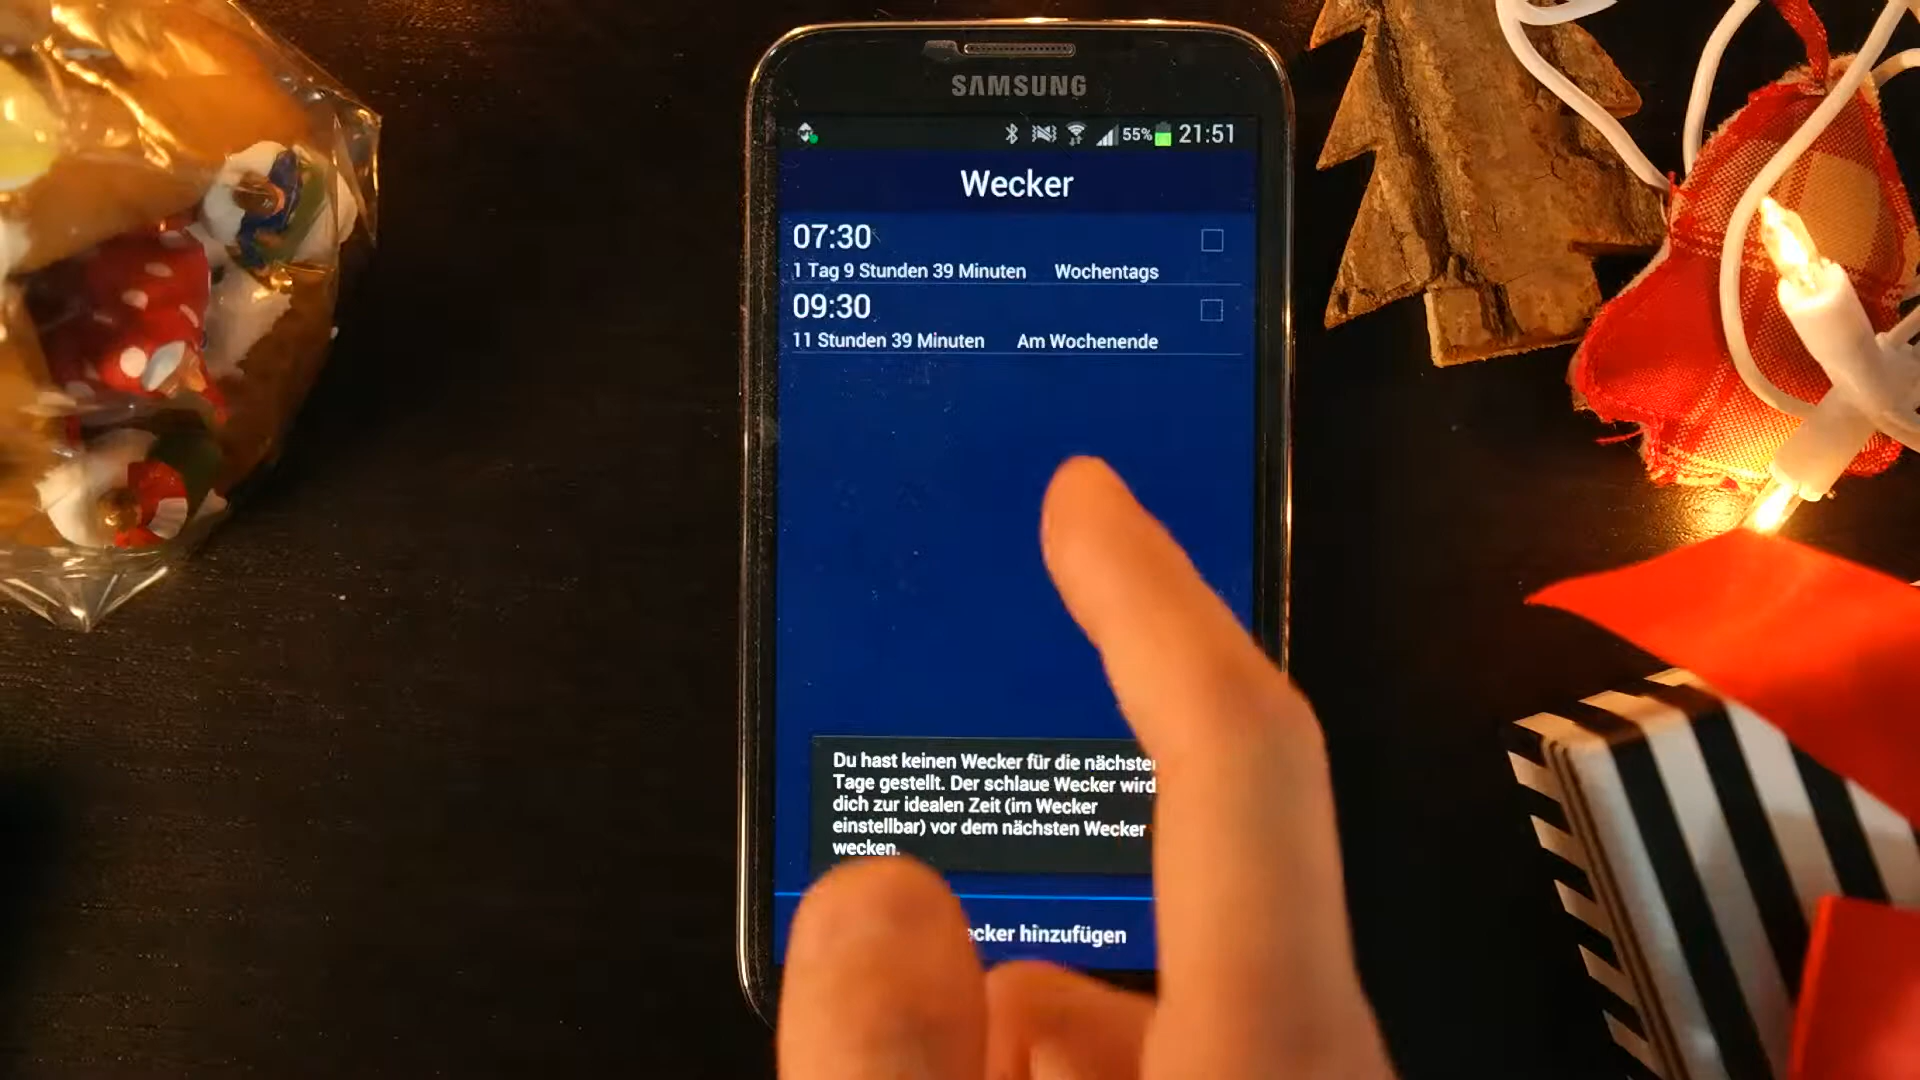 SAMSUNG
55% 21:51
Wecker
07:30
1 Tag 9 Stunden 39 Minuten Wochentags
09:30
11 Stunden 39 Minuten Am Wochenende
Du hast keinen Wecker für die
Tage gestellt. Der schlaue Wecker wird
dich zur idealen Zeit (im Wecker
einstellbar) vor dem nächsten Wecker
wecken.
hinzufügen